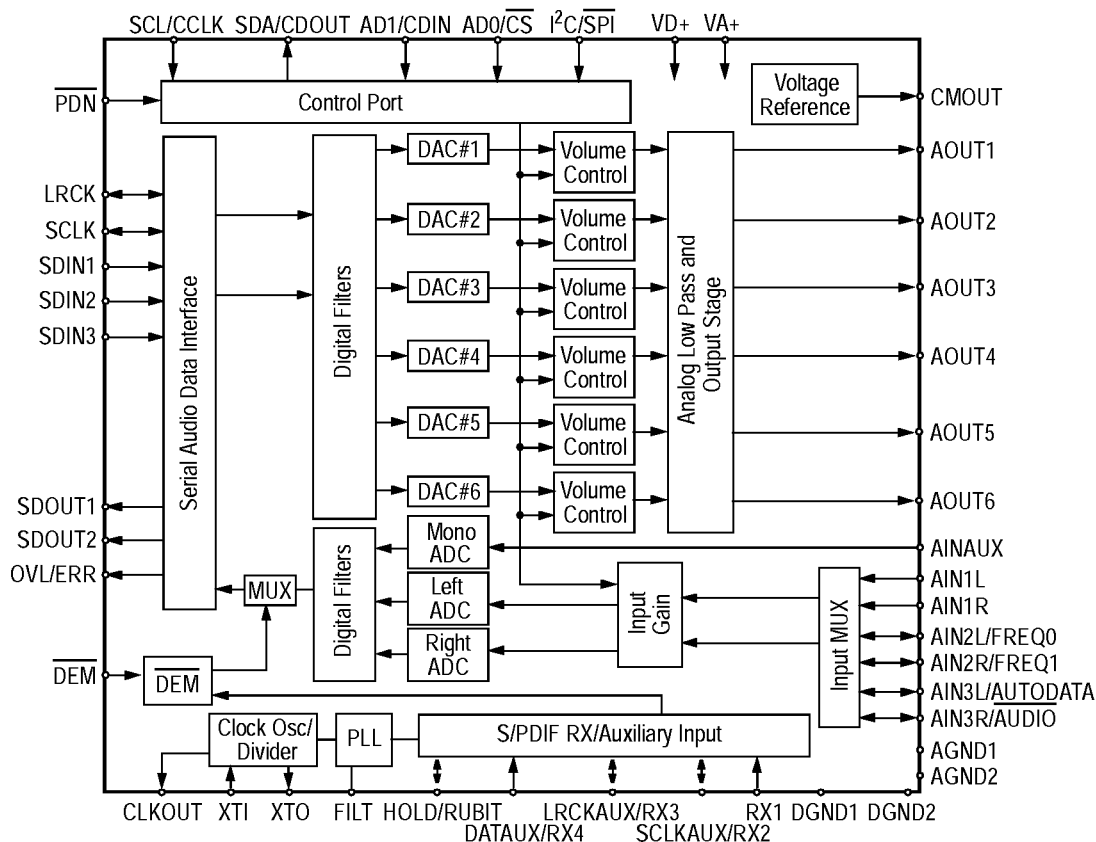 SCL/CCLK SDA/CDOUT AD1/CDIN AD0/C̅S̅ I²C/S̅P̅I̅ VD+ VA+
P̅D̅N̅
Control Port
Voltage
Reference
CMOUT
LRCK
SCLK
SDIN1
SDIN2
SDIN3
SDOUT1
SDOUT2
OVL/ERR
D̅E̅M̅
Serial Audio Data Interface
Digital Filters
DAC#1
DAC#2
DAC#3
DAC#4
DAC#5
DAC#6
Volume
Control
Volume
Control
Volume
Control
Volume
Control
Volume
Control
Volume
Control
Analog Low Pass and
Output Stage
AOUT1
AOUT2
AOUT3
AOUT4
AOUT5
AOUT6
MUX
D̅E̅M̅
Digital Filters
Mono
ADC
Left
ADC
Right
ADC
Input
Gain
Input MUX
AINAUX
AIN1L
AIN1R
AIN2L/FREQ0
AIN2R/FREQ1
AIN3L/AUTODATA
AIN3R/A̅U̅D̅I̅O̅
AGND1
AGND2
Clock Osc/
Divider
PLL
S/PDIF RX/Auxiliary Input
CLKOUT XTI XTO FILT HOLD/RUBIT LRCKAUX/RX3 RX1 DGND1 DGND2
DATAUX/RX4 SCLKAUX/RX2